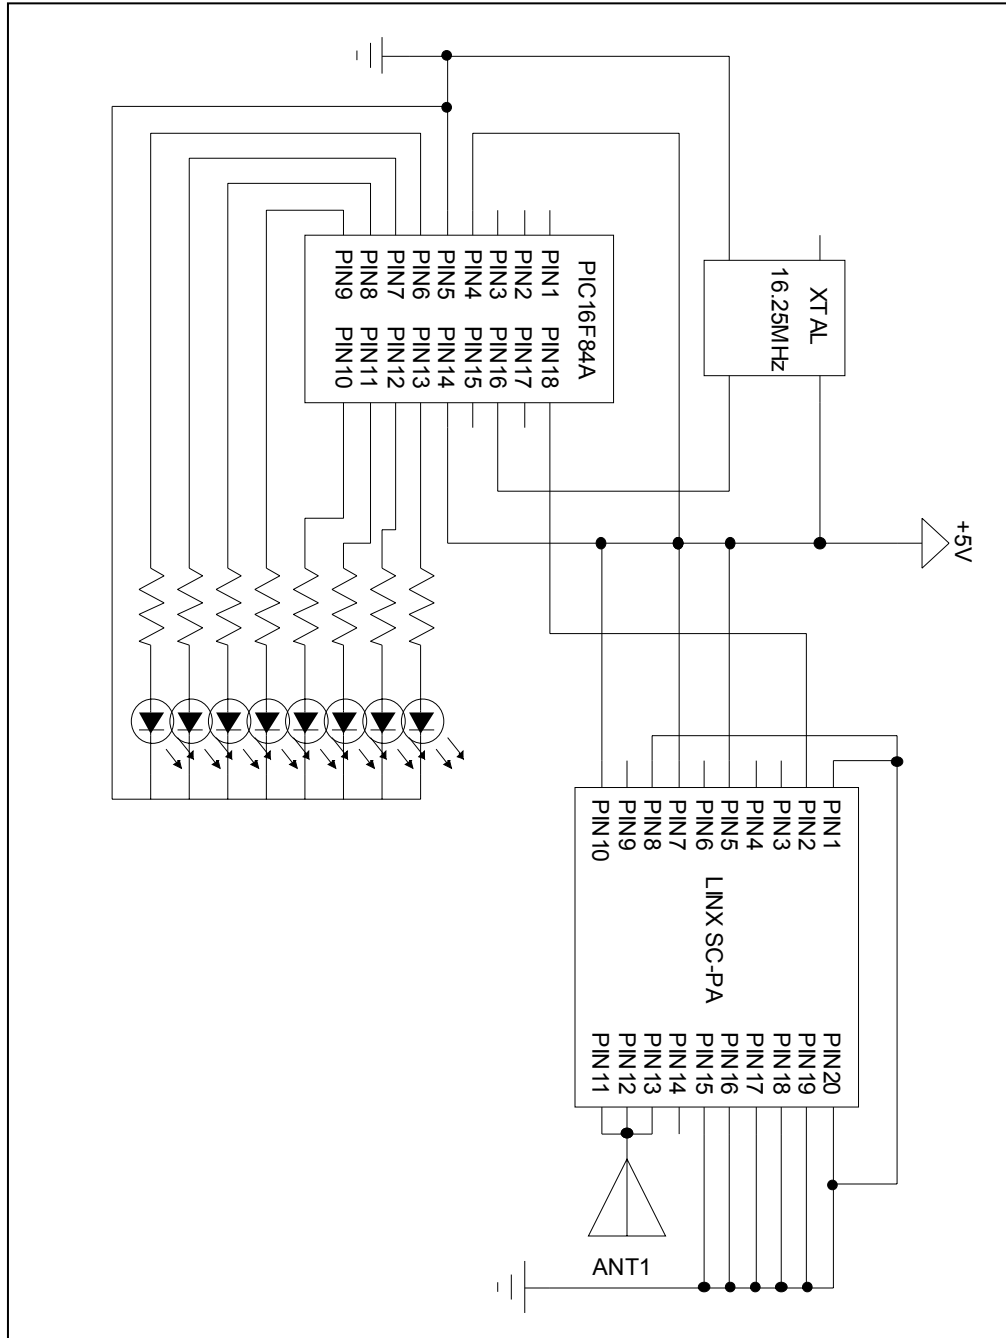 +5V
XTAL
16.25MHz
PIC16F84A
PIN1 PIN18
PIN2 PIN17
PIN3 PIN16
PIN4 PIN15
PIN5 PIN14
PIN6 PIN13
PIN7 PIN12
PIN8 PIN11
PIN9 PIN10
PIN1 PIN20
PIN2 PIN19
PIN3 PIN18
PIN4 PIN17
PIN5 PIN16
PIN6 PIN15
PIN7 PIN14
PIN8 PIN13
PIN9 PIN12
PIN10 PIN11
LINX SC-PA
ANT1